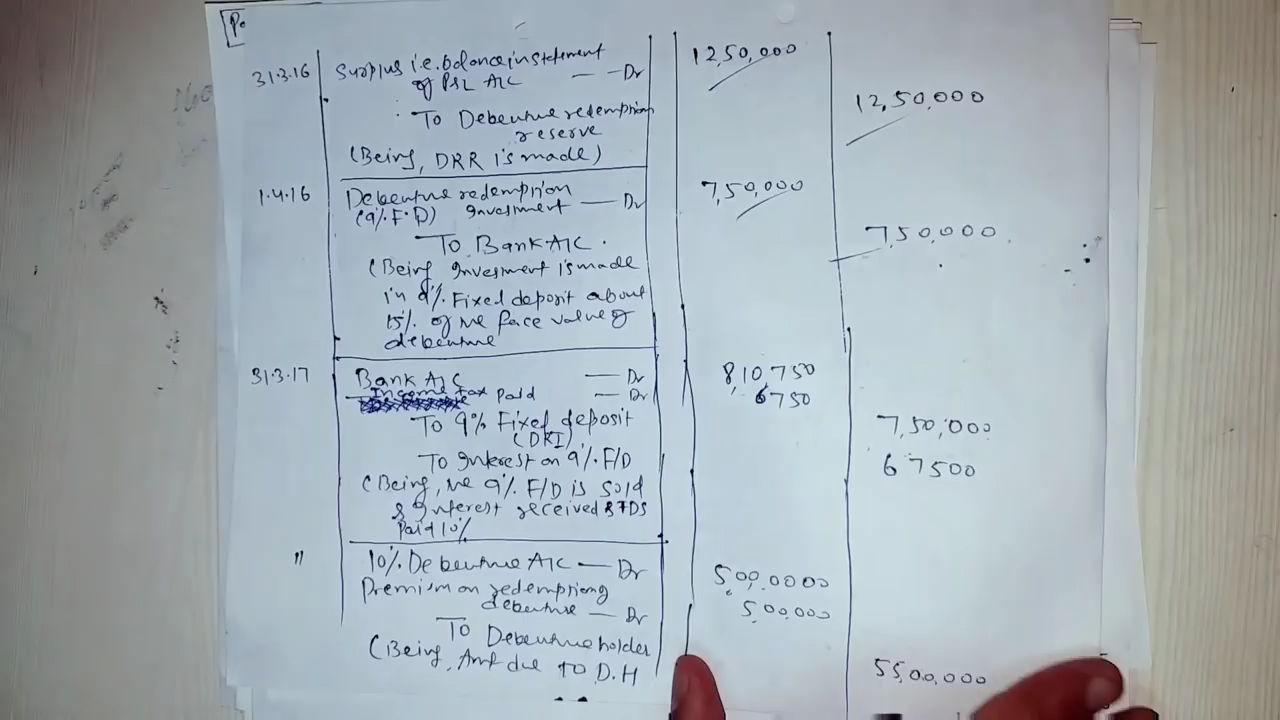 [Pa
31.3.16 Surplus i.e. balance in statement 12,50,000
of P&L A/C — Dr
To Debenture redemption 12,50,000
reserve
(Being, DRR is made)
1.4.16 Debenture redemption 7,50,000
(9% F.D) Investment — Dr
To Bank A/C. 7,50,000
(Being Investment is made
in 9% Fixed deposit about
15% of the face value of
debenture
31.3.17 Bank A/C — Dr 8,10,750
Income tax paid — Dr 6750
To 9% Fixed deposit 7,50,000
(DRI)
To Interest on 9% F/D 67500
(Being, the 9% F/D is sold
& Interest received & TDS
Paid 10%
" 10% Debenture A/C — Dr 5,00,0000
Premium on redemption of
debenture — Dr 5,00,000
To Debentureholder
(Being, Amt due To D.H 55,00,000